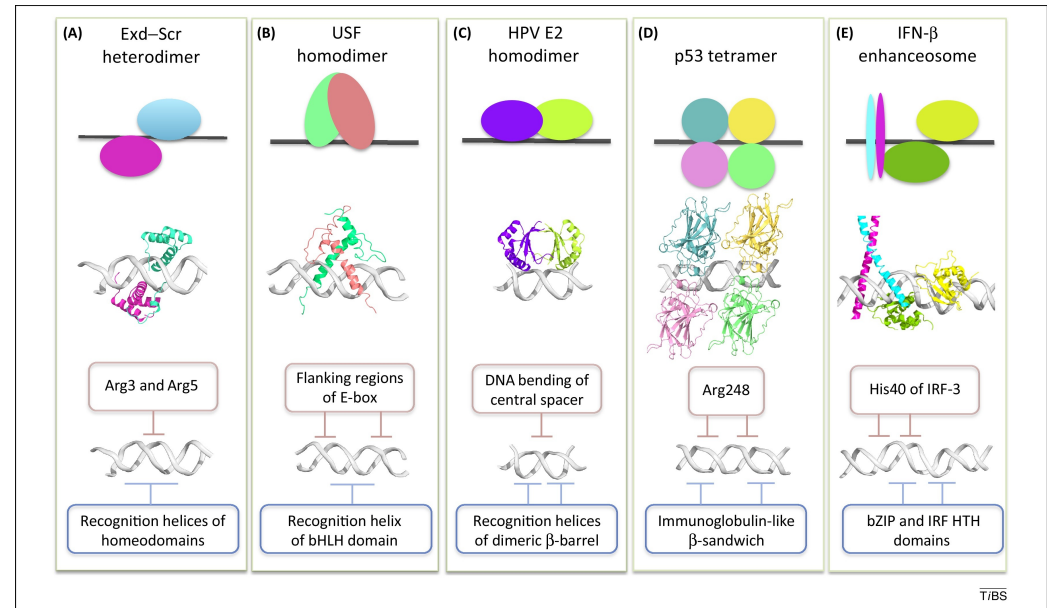 (A)
Exd–Scr
heterodimer
Arg3 and Arg5
Recognition helices of
homeodomains
(B)
USF
homodimer
Flanking regions
of E-box
Recognition helix
of bHLH domain
(C)
HPV E2
homodimer
DNA bending of
central spacer
Recognition helices
of dimeric β-barrel
(D)
p53 tetramer
Arg248
Immunoglobulin-like
β-sandwich
(E)
IFN-β
enhanceosome
His40 of IRF-3
bZIP and IRF HTH
domains
TiBS